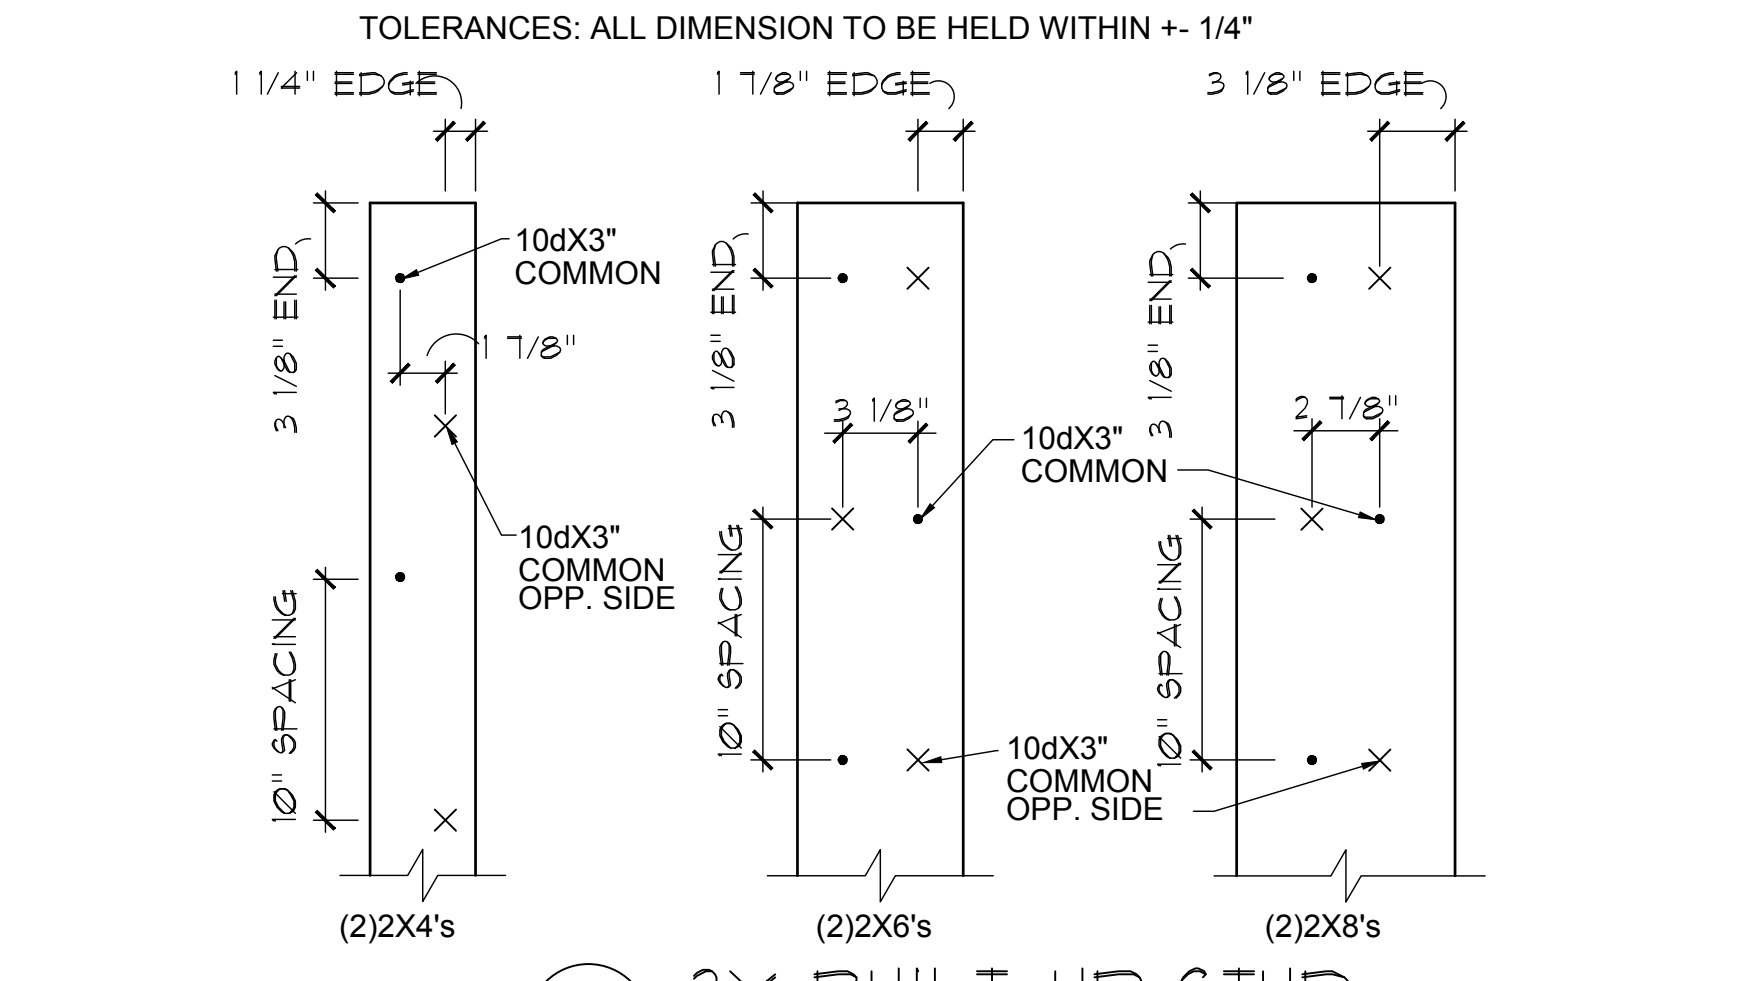 TOLERANCES: ALL DIMENSION TO BE HELD WITHIN +- 1/4"
1 1/4" EDGE
1 7/8" EDGE
3 1/8" EDGE
3 1/8" END
10dX3"
COMMON
1 7/8"
10dX3"
COMMON
OPP. SIDE
10" SPACING
(2)2X4's
3 1/8" END
3 1/8"
10dX3"
COMMON
10" SPACING
10dX3"
COMMON
OPP. SIDE
(2)2X6's
3 1/8" END
2 7/8"
10" SPACING
(2)2X8's